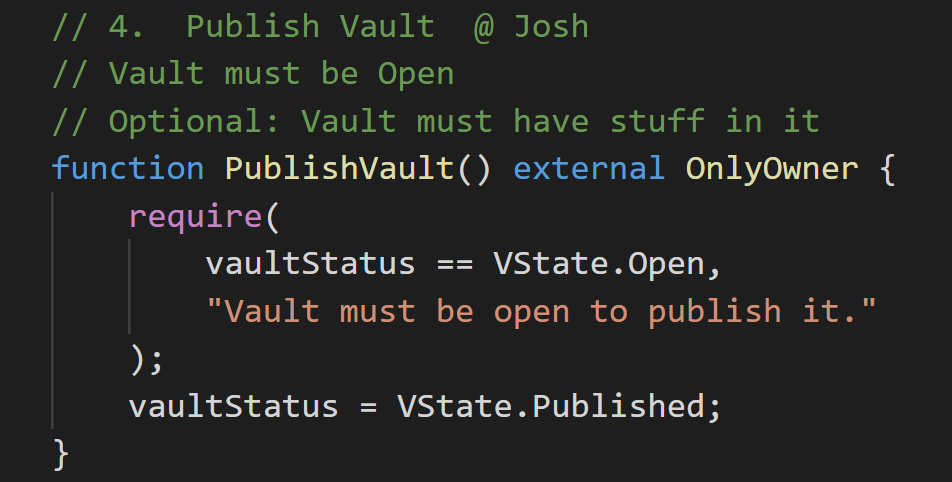 // 4.  Publish Vault  @ Josh
// Vault must be Open
// Optional: Vault must have stuff in it
function PublishVault() external OnlyOwner {
    require(
        vaultStatus == VState.Open,
        "Vault must be open to publish it."
    );
    vaultStatus = VState.Published;
}